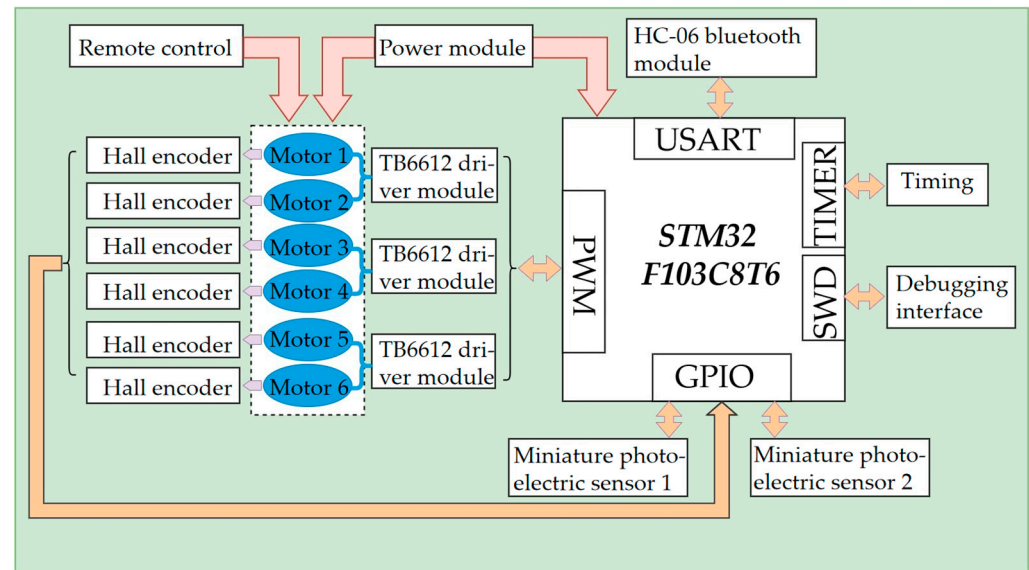 Remote control
Power module
HC-06 bluetooth
module
USART
Hall encoder
Motor 1
TB6612 dri-
ver module
Hall encoder
Motor 2
TIMER
Timing
Hall encoder
Motor 3
TB6612 dri-
ver module
PWM
STM32
F103C8T6
Hall encoder
Motor 4
SWD
Debugging
interface
Hall encoder
Motor 5
TB6612 dri-
ver module
Hall encoder
Motor 6
GPIO
Miniature photo-
electric sensor 1
Miniature photo-
electric sensor 2